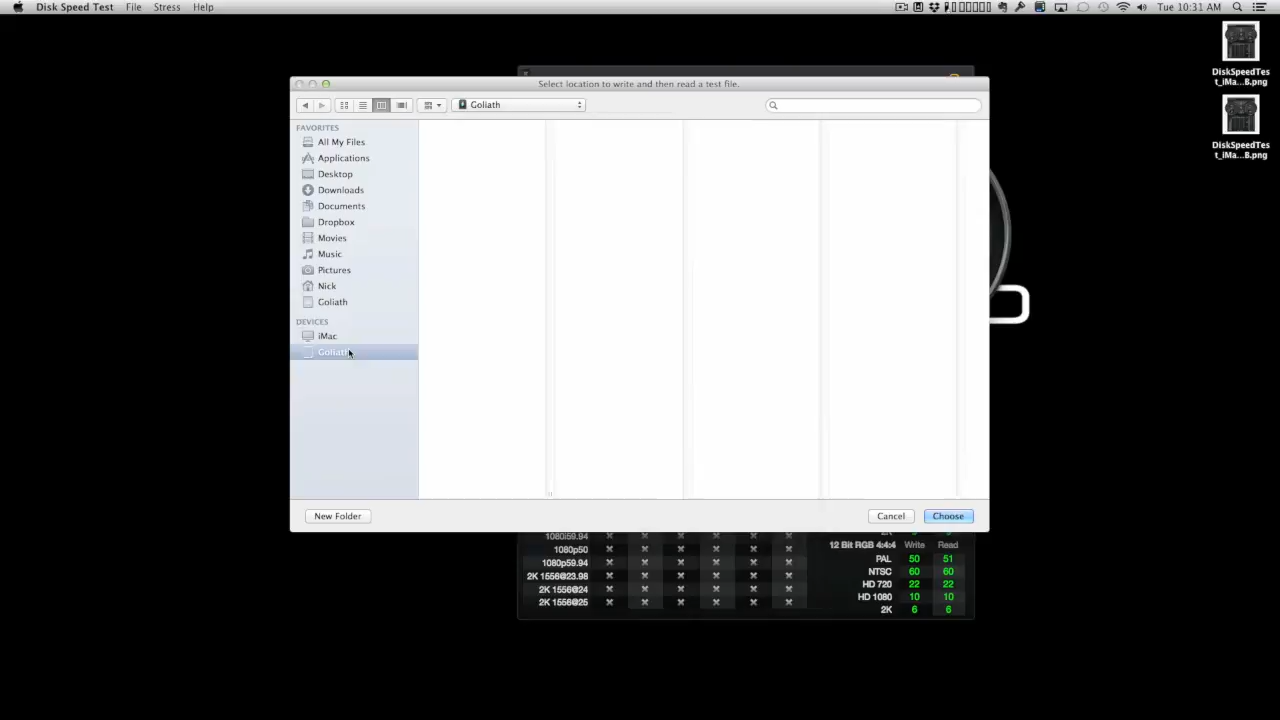 Disk Speed Test File Stress Help Tue 10:31 AM
DiskSpeedTes
t_iMa...B.png
DiskSpeedTes
t_iMa...B.png
Select location to write and then read a test file.
Goliath
FAVORITES
All My Files
Applications
Desktop
Downloads
Documents
Dropbox
Movies
Music
Pictures
Nick
Goliath
DEVICES
iMac
Goliath
New Folder Cancel Choose
1080i59.94
1080p50
1080p59.94
2K 1556@23.98
2K 1556@24
2K 1556@25
12 Bit RGB 4:4:4 Write Read
PAL 50 51
NTSC 60 60
HD 720 22 22
HD 1080 10 10
2K 6 6